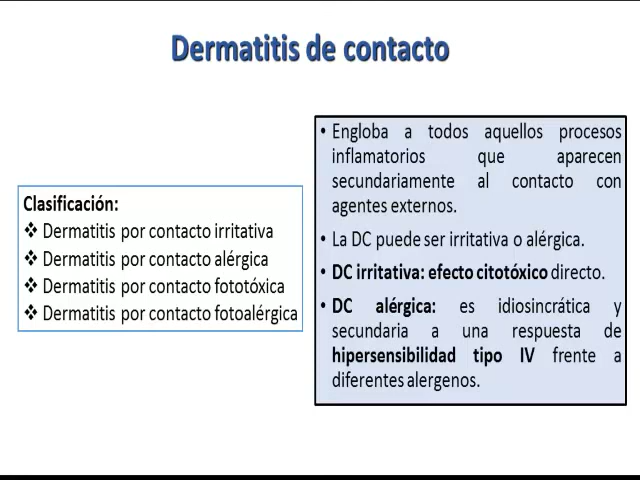 Dermatitis de contacto
Clasificación:
❖ Dermatitis por contacto irritativa
❖ Dermatitis por contacto alérgica
❖ Dermatitis por contacto fototóxica
❖ Dermatitis por contacto fotoalérgica
• Engloba a todos aquellos procesos
inflamatorios que aparecen
secundariamente al contacto con
agentes externos.
• La DC puede ser irritativa o alérgica.
• DC irritativa: efecto citotóxico directo.
• DC alérgica: es idiosincrática y
secundaria a una respuesta de
hipersensibilidad tipo IV frente a
diferentes alergenos.